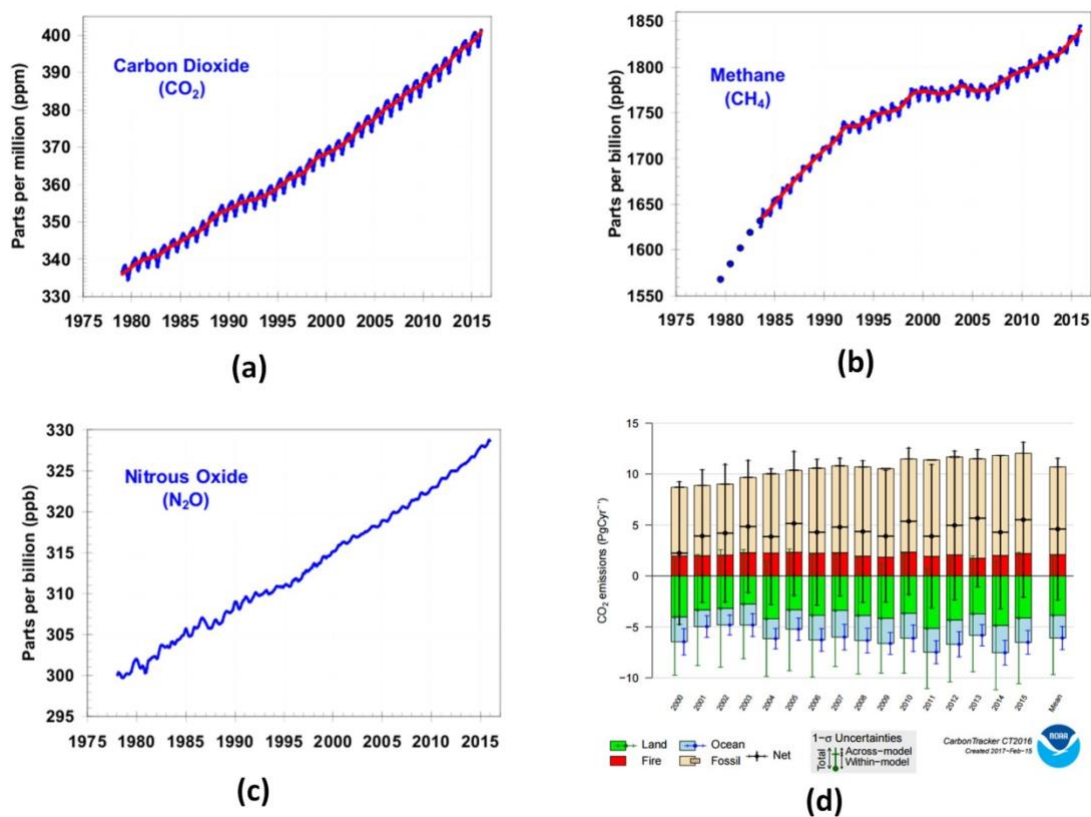 Parts per million (ppm)
400
390
380
370
360
350
340
330
Carbon Dioxide
(CO₂)
1975 1980 1985 1990 1995 2000 2005 2010 2015
(a)
Parts per billion (ppb)
1850
1800
1750
1700
1650
1600
1550
Methane
(CH₄)
1975 1980 1985 1990 1995 2000 2005 2010 2015
(b)
Parts per billion (ppb)
330
325
320
315
310
305
300
295
Nitrous Oxide
(N₂O)
1975 1980 1985 1990 1995 2000 2005 2010 2015
(c)
CO₂ emissions (PgCyr⁻¹)
15
10
5
0
−5
−10
2000 2001 2002 2003 2004 2005 2006 2007 2008 2009 2010 2011 2012 2013 2014 2015 Mean
Land Ocean
Fire Fossil Net
1−σ Uncertainties
Total
Across−model
Within−model
CarbonTracker CT2016
Created 2017−Feb−15
NOAA
(d)